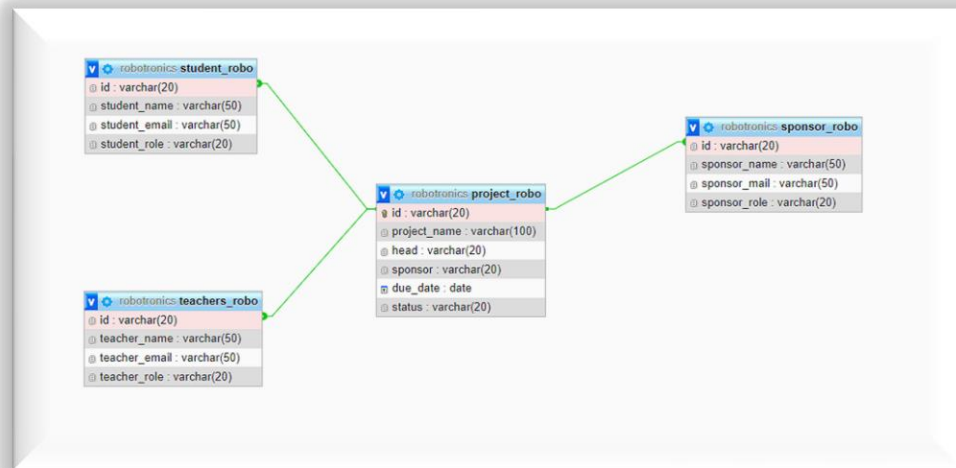 robotronics student_robo
id : varchar(20)
student_name : varchar(50)
student_email : varchar(50)
student_role : varchar(20)
robotronics teachers_robo
id : varchar(20)
teacher_name : varchar(50)
teacher_email : varchar(50)
teacher_role : varchar(20)
robotronics project_robo
id : varchar(20)
project_name : varchar(100)
head : varchar(20)
sponsor : varchar(20)
due_date : date
status : varchar(20)
robotronics sponsor_robo
id : varchar(20)
sponsor_name : varchar(50)
sponsor_mail : varchar(50)
sponsor_role : varchar(20)